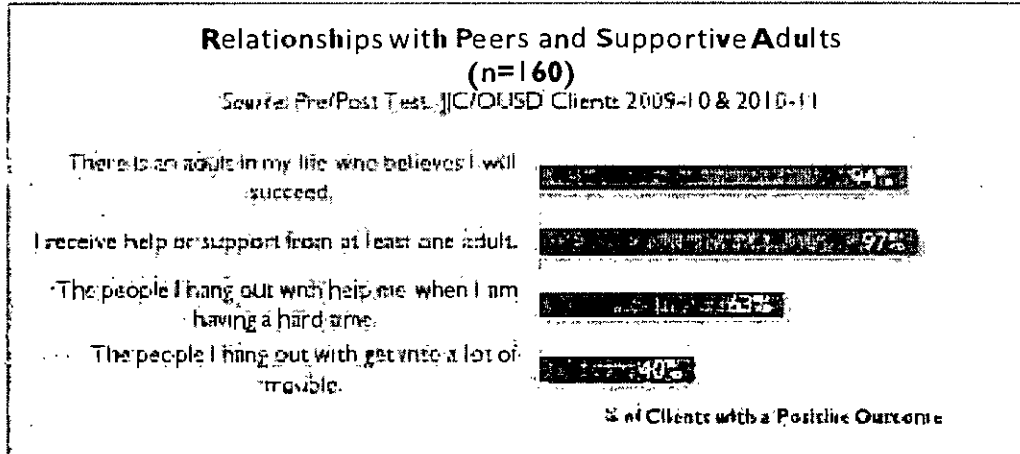 Relationships with Peers and Supportive Adults
(n=160)
Source: Pre/Post Test, JJC/OUSD Clients 2009-10 & 2010-11
There is an adult in my life who believes I will
succeed.
94%
I receive help or support from at least one adult.
97%
The people I hang out with help me when I am
having a hard time.
63%
The people I hang out with get into a lot of
trouble.
40%
% of Clients with a Positive Outcome